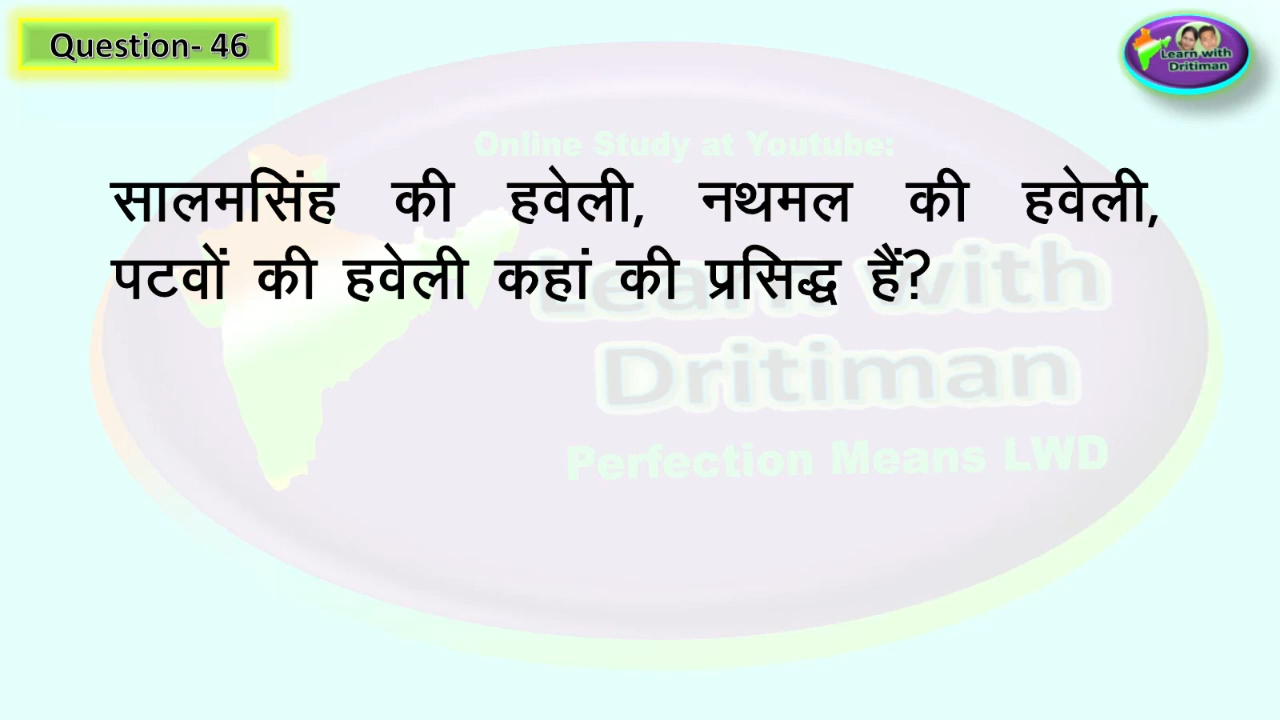 Question- 46
Learn with
Dritiman
Online Study at Youtube:
सालमसिंह की हवेली, नथमल की हवेली,
पटवों की हवेली कहां की प्रसिद्ध हैं?
Learn with
Dritiman
Perfection Means LWD